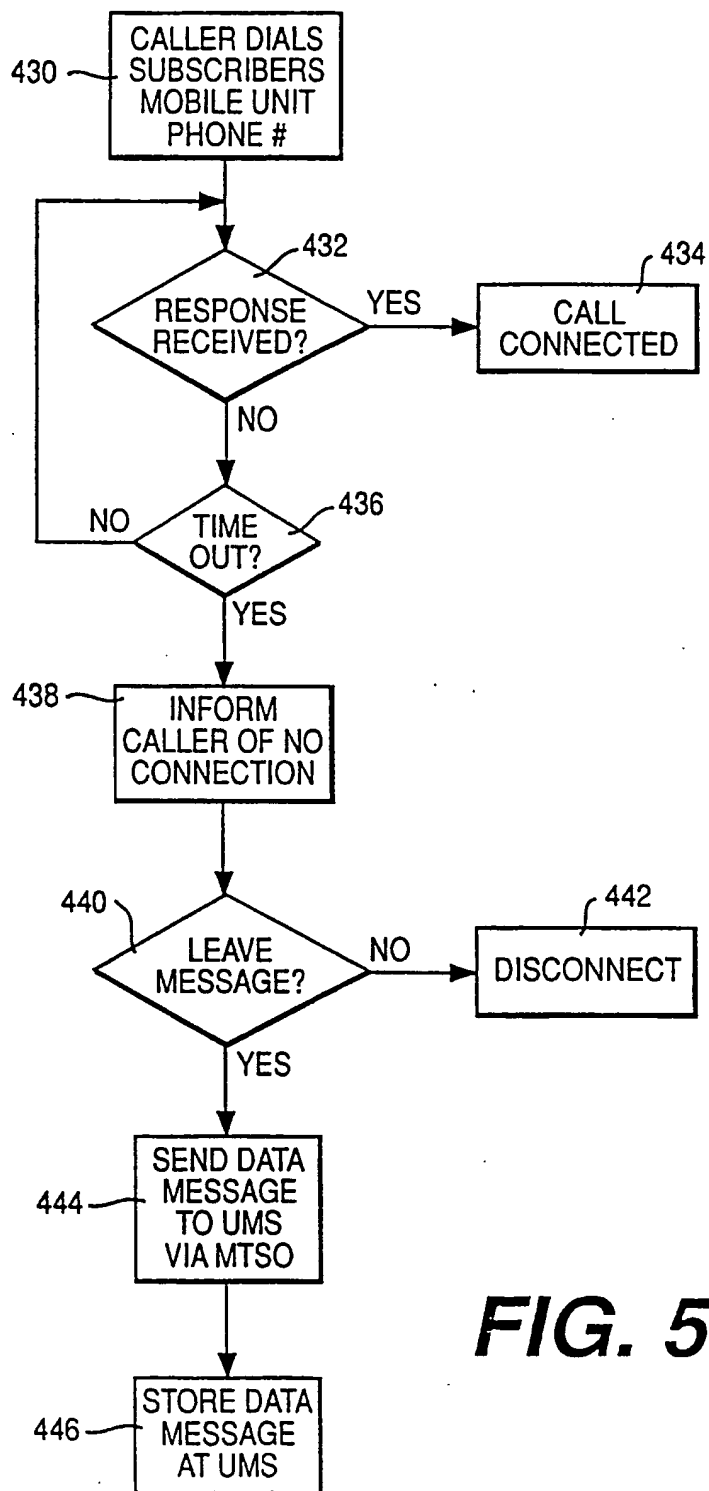 CALLER DIALS
SUBSCRIBERS
MOBILE UNIT
PHONE #
430
432
RESPONSE
RECEIVED?
YES
434
CALL
CONNECTED
NO
436
TIME
OUT?
NO
YES
438
INFORM
CALLER OF NO
CONNECTION
440
LEAVE
MESSAGE?
NO
442
DISCONNECT
YES
444
SEND DATA
MESSAGE
TO UMS
VIA MTSO
446
STORE DATA
MESSAGE
AT UMS
FIG. 5